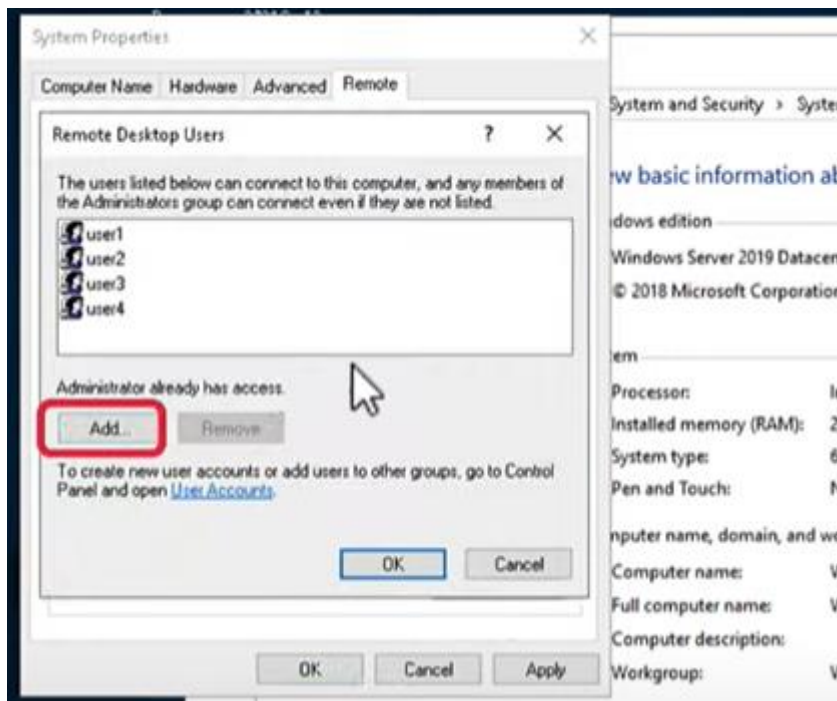 System Properties
Computer Name Hardware Advanced Remote
Remote Desktop Users ? ×
The users listed below can connect to this computer, and any members of
the Administrators group can connect even if they are not listed.
user1
user2
user3
user4
Administrator already has access.
Add... Remove
To create new user accounts or add users to other groups, go to Control
Panel and open User Accounts.
OK Cancel
OK Cancel Apply
System and Security >
basic information
edition
Windows Server 2019
© 2018 Microsoft
Processor:
Installed memory (RAM):
System type:
Pen and Touch:
name, domain, and
Computer name:
Full computer name:
Computer description:
Workgroup: